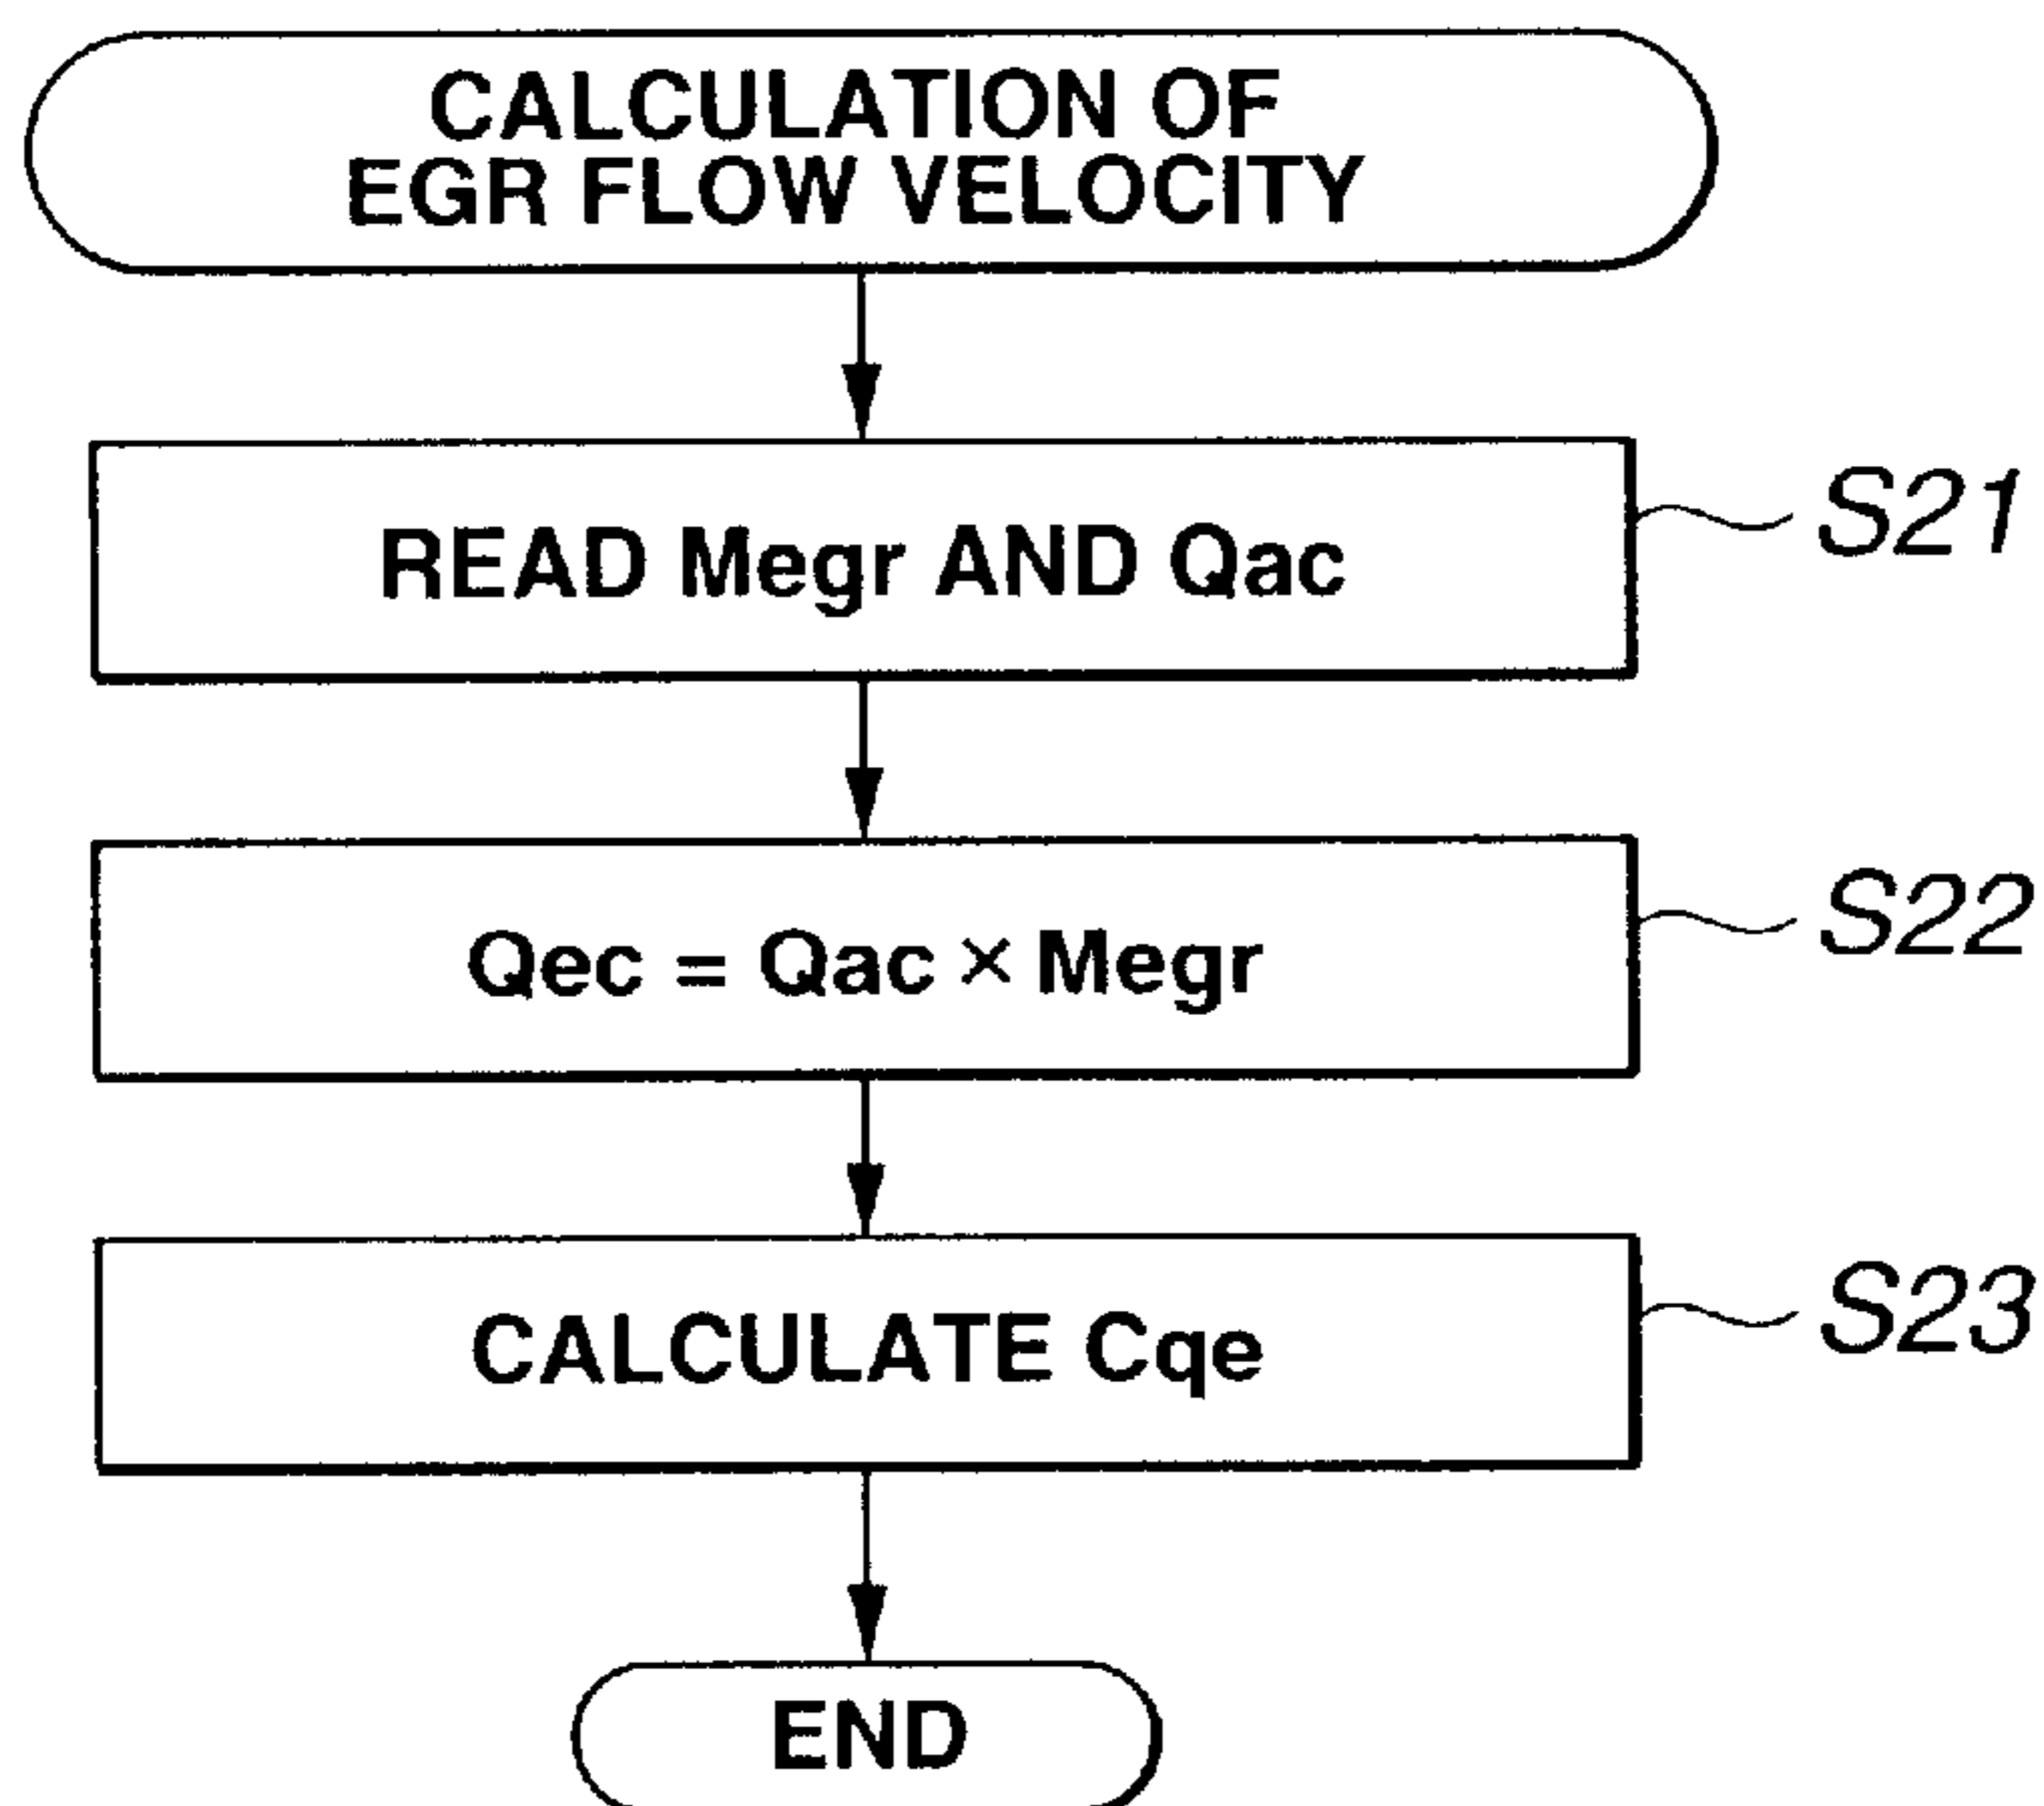 CALCULATION OF
EGR FLOW VELOCITY
READ Megr AND Qac
S21
Qec = Qac × Megr
S22
CALCULATE Cqe
S23
END